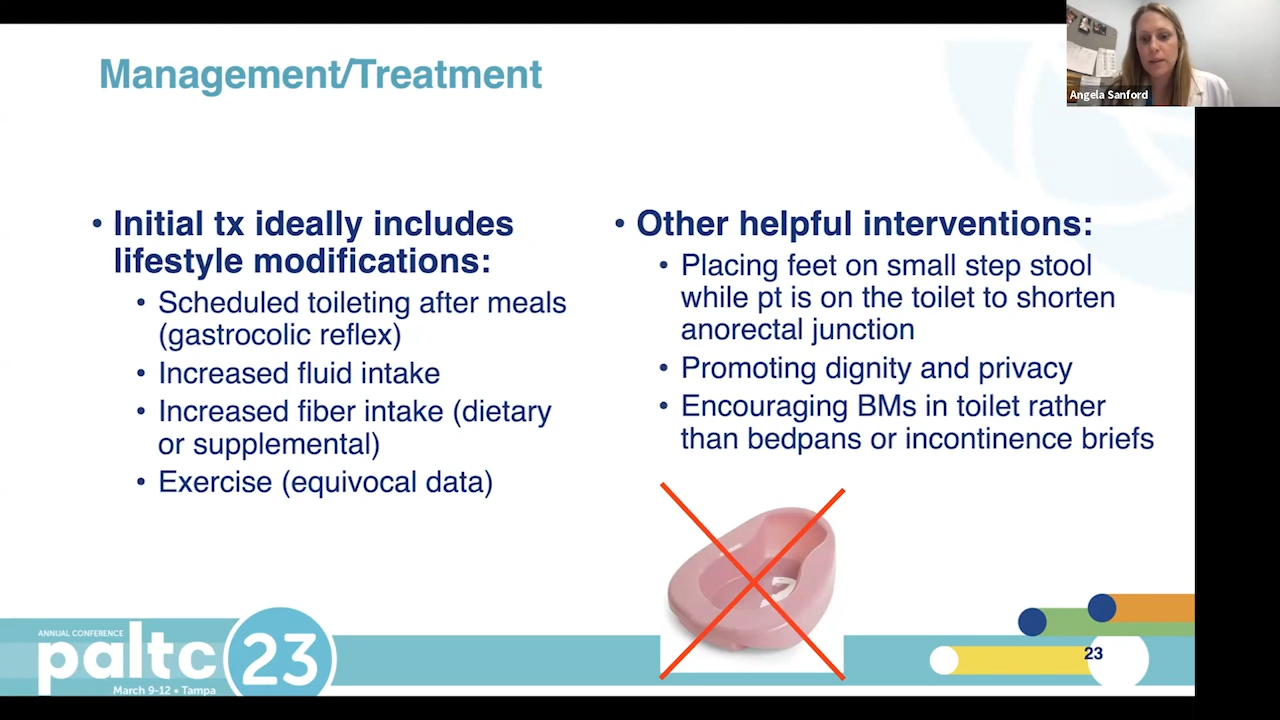 Angela Sanford
Management/Treatment
• Initial tx ideally includes
lifestyle modifications:
• Scheduled toileting after meals
(gastrocolic reflex)
• Increased fluid intake
• Increased fiber intake (dietary
or supplemental)
• Exercise (equivocal data)
• Other helpful interventions:
• Placing feet on small step stool
while pt is on the toilet to shorten
anorectal junction
• Promoting dignity and privacy
• Encouraging BMs in toilet rather
than bedpans or incontinence briefs
ANNUAL CONFERENCE
paltc 23
March 9-12 • Tampa
23